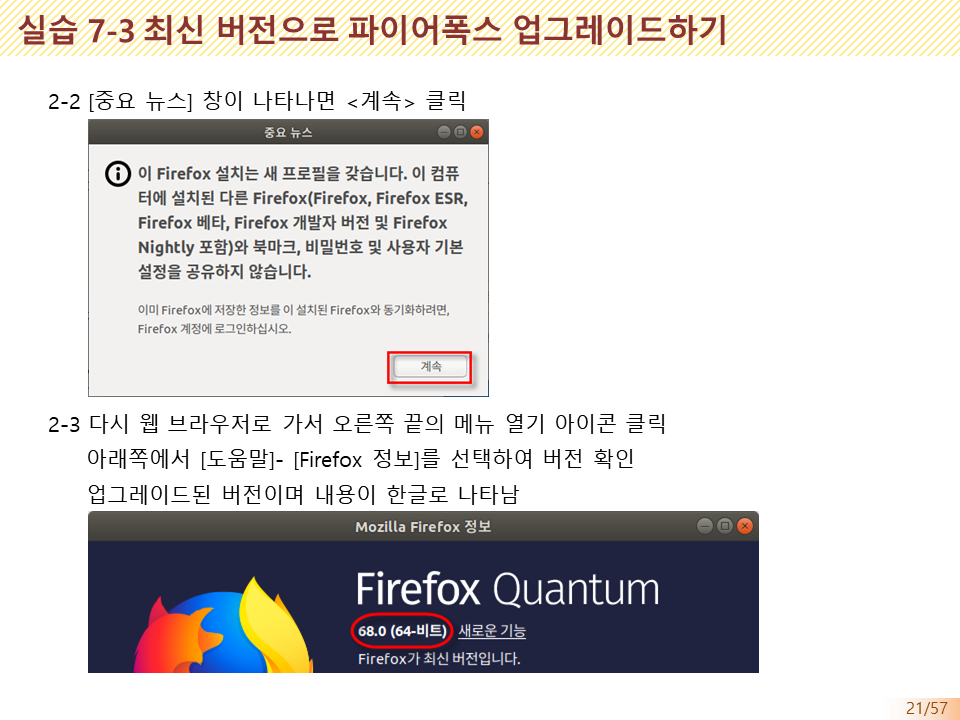 실습 7-3 최신 버전으로 파이어폭스 업그레이드하기
2-2 [중요 뉴스] 창이 나타나면 <계속> 클릭
중요 뉴스
이 Firefox 설치는 새 프로필을 갖습니다. 이 컴퓨
터에 설치된 다른 Firefox(Firefox, Firefox ESR,
Firefox 베타, Firefox 개발자 버전 및 Firefox
Nightly 포함)와 북마크, 비밀번호 및 사용자 기본
설정을 공유하지 않습니다.
이미 Firefox에 저장한 정보를 이 설치된 Firefox와 동기화하려면,
Firefox 계정에 로그인하십시오.
계속
2-3 다시 웹 브라우저로 가서 오른쪽 끝의 메뉴 열기 아이콘 클릭
아래쪽에서 [도움말]- [Firefox 정보]를 선택하여 버전 확인
업그레이드된 버전이며 내용이 한글로 나타남
Mozilla Firefox 정보
Firefox Quantum
68.0 (64-비트) 새로운 기능
Firefox가 최신 버전입니다.
21/57